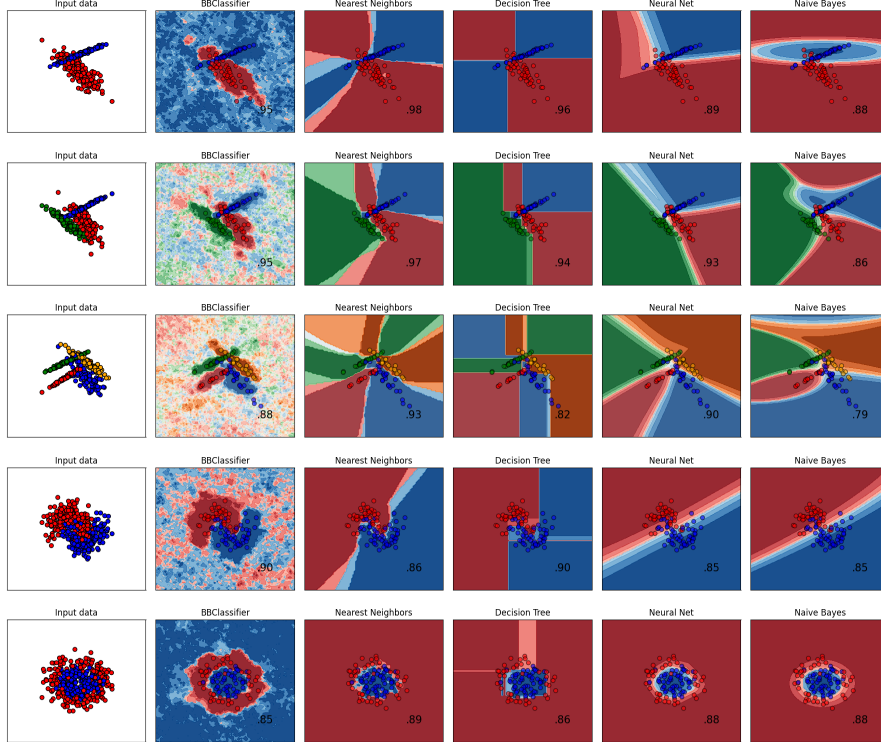 Input data BBClassifier Nearest Neighbors Decision Tree Neural Net Naive Bayes
.95 .98 .96 .89 .88
Input data BBClassifier Nearest Neighbors Decision Tree Neural Net Naive Bayes
.95 .97 .94 .93 .86
Input data BBClassifier Nearest Neighbors Decision Tree Neural Net Naive Bayes
.88 .93 .82 .90 .79
Input data BBClassifier Nearest Neighbors Decision Tree Neural Net Naive Bayes
.90 .86 .90 .85 .85
Input data BBClassifier Nearest Neighbors Decision Tree Neural Net Naive Bayes
.85 .89 .86 .88 .88